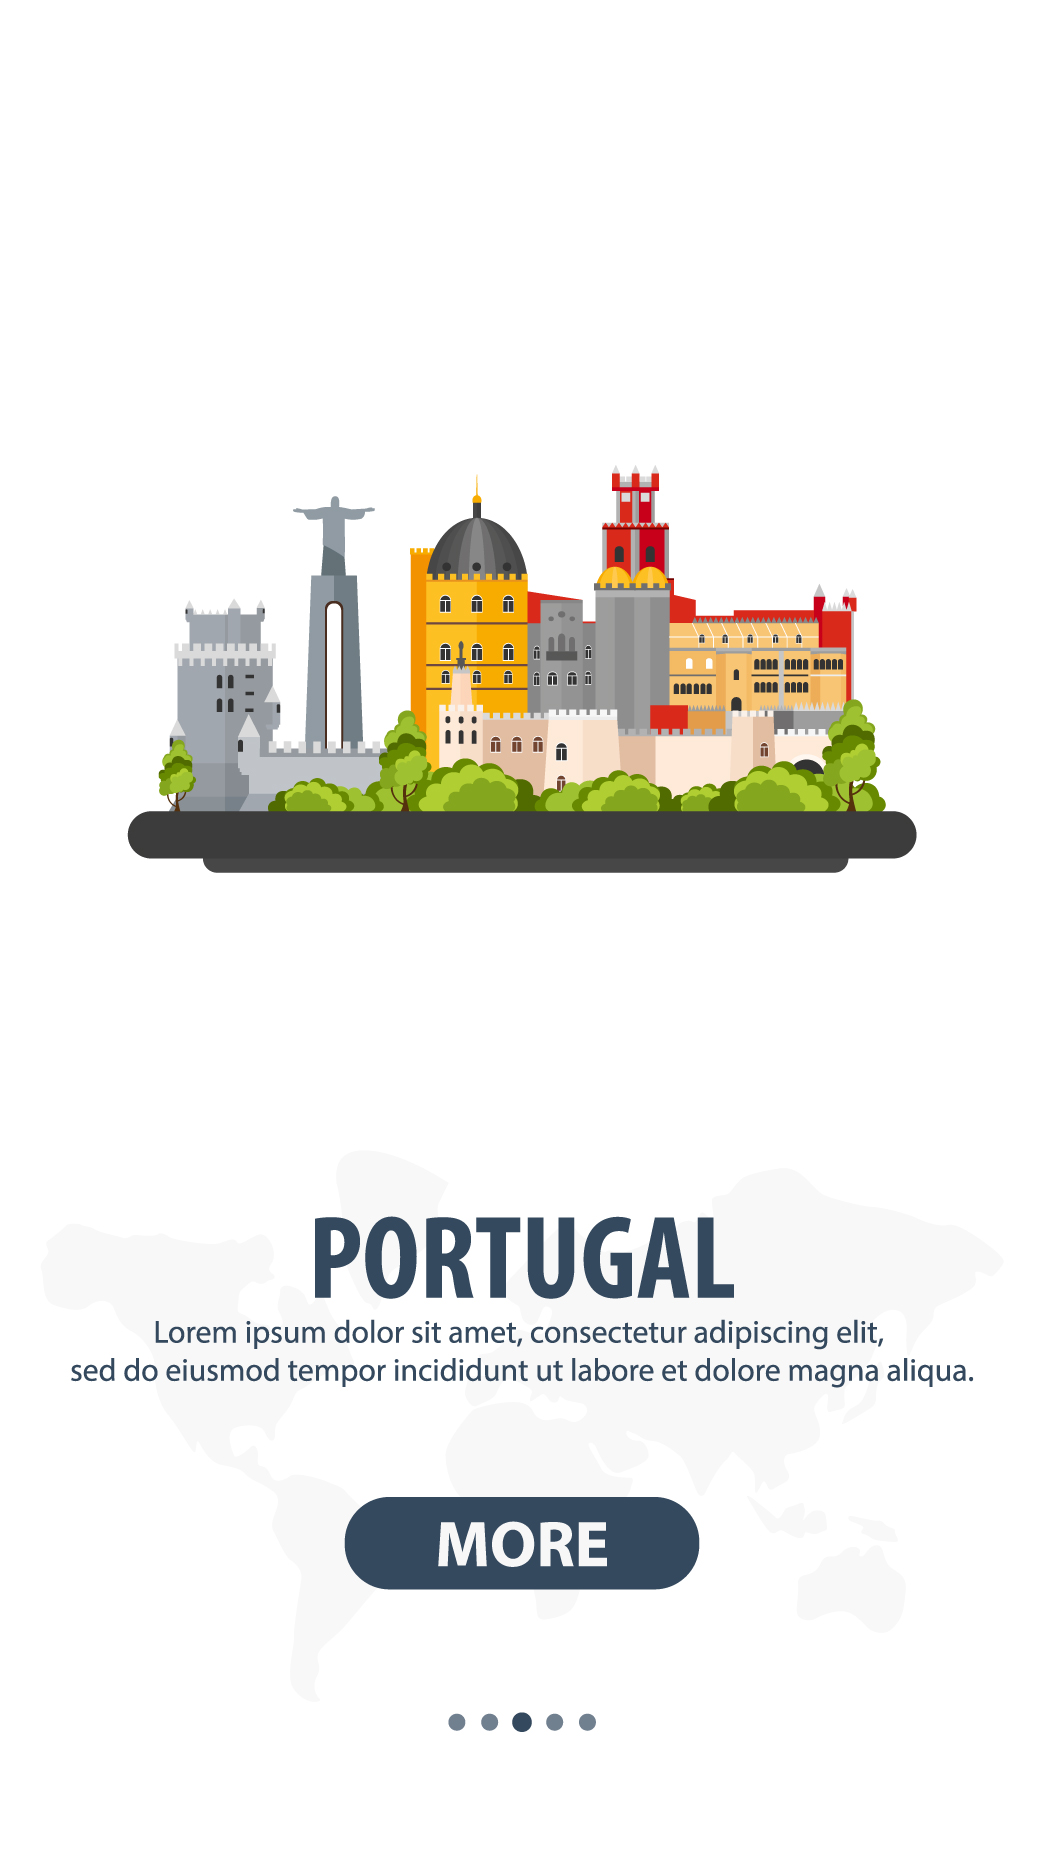 PORTUGAL
Lorem ipsum dolor sit amet, consectetur adipiscing elit,
sed do eiusmod tempor incididunt ut labore et dolore magna aliqua.
MORE